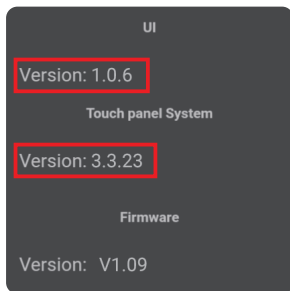 UI
Version: 1.0.6
Touch panel System
Version: 3.3.23
Firmware
Version: V1.09